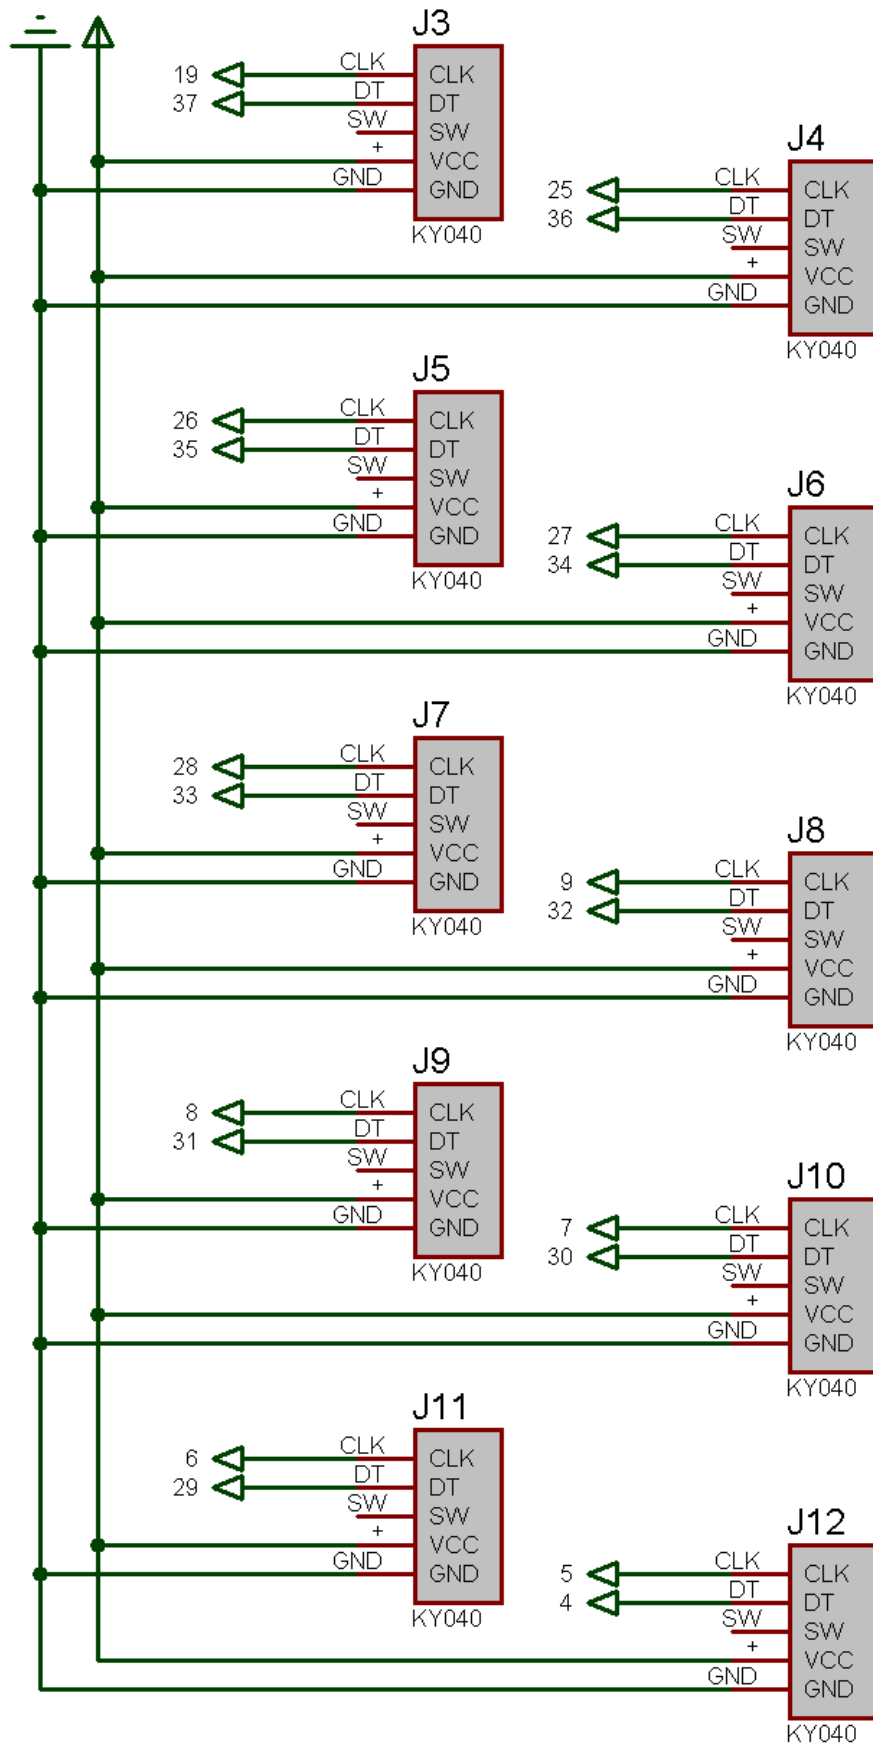 J3
19 CLK CLK
37 DT DT
SW SW
+ VCC
GND GND
KY040
J4
25 CLK CLK
36 DT DT
SW SW
+ VCC
GND GND
KY040
J5
26 CLK CLK
35 DT DT
SW SW
+ VCC
GND GND
KY040
J6
27 CLK CLK
34 DT DT
SW SW
+ VCC
GND GND
KY040
J7
28 CLK CLK
33 DT DT
SW SW
+ VCC
GND GND
KY040
J8
9 CLK CLK
32 DT DT
SW SW
+ VCC
GND GND
KY040
J9
8 CLK CLK
31 DT DT
SW SW
+ VCC
GND GND
KY040
J10
7 CLK CLK
30 DT DT
SW SW
+ VCC
GND GND
KY040
J11
6 CLK CLK
29 DT DT
SW SW
+ VCC
GND GND
KY040
J12
5 CLK CLK
4 DT DT
SW SW
+ VCC
GND GND
KY040